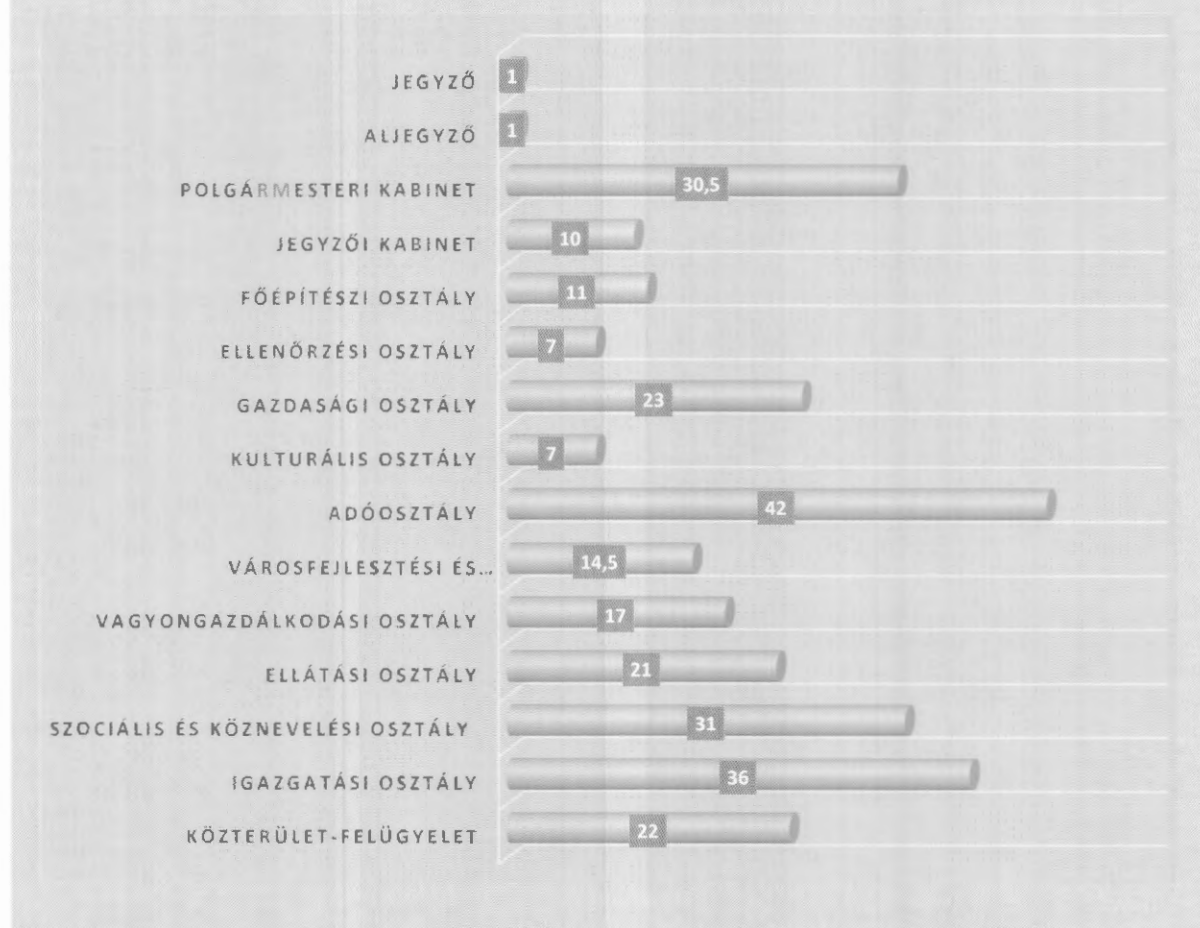 JEGYZŐ 1
ALJEGYZŐ 1
POLGÁRMESTERI KABINET 30,5
JEGYZŐI KABINET 10
FŐÉPÍTÉSZI OSZTÁLY 11
ELLENŐRZÉSI OSZTÁLY 7
GAZDASÁGI OSZTÁLY 23
KULTURÁLIS OSZTÁLY 7
ADÓOSZTÁLY 42
VÁROSFEJLESZTÉSI ÉS... 14,5
VAGYONGAZDÁLKODÁSI OSZTÁLY 17
ELLÁTÁSI OSZTÁLY 21
SZOCIÁLIS ÉS KÖZNEVELÉSI OSZTÁLY 31
IGAZGATÁSI OSZTÁLY 36
KÖZTERÜLET-FELÜGYELET 22